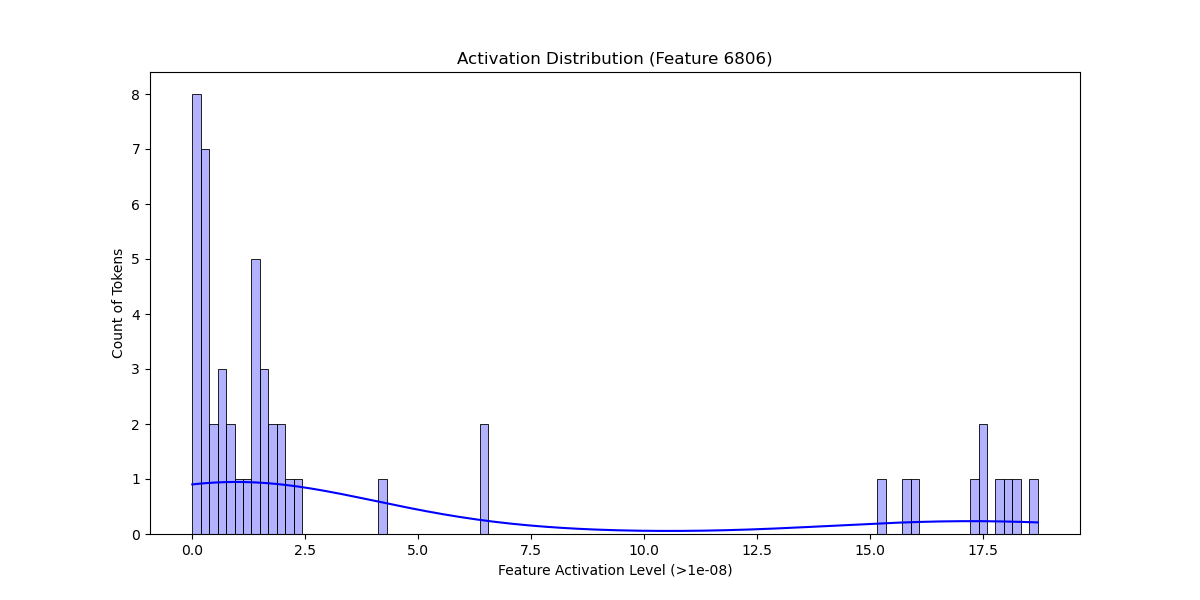 Activation Distribution (Feature 6806)
8
7
6
5
4
3
2
1
0
Count of Tokens
0.0 2.5 5.0 7.5 10.0 12.5 15.0 17.5
Feature Activation Level (>1e-08)